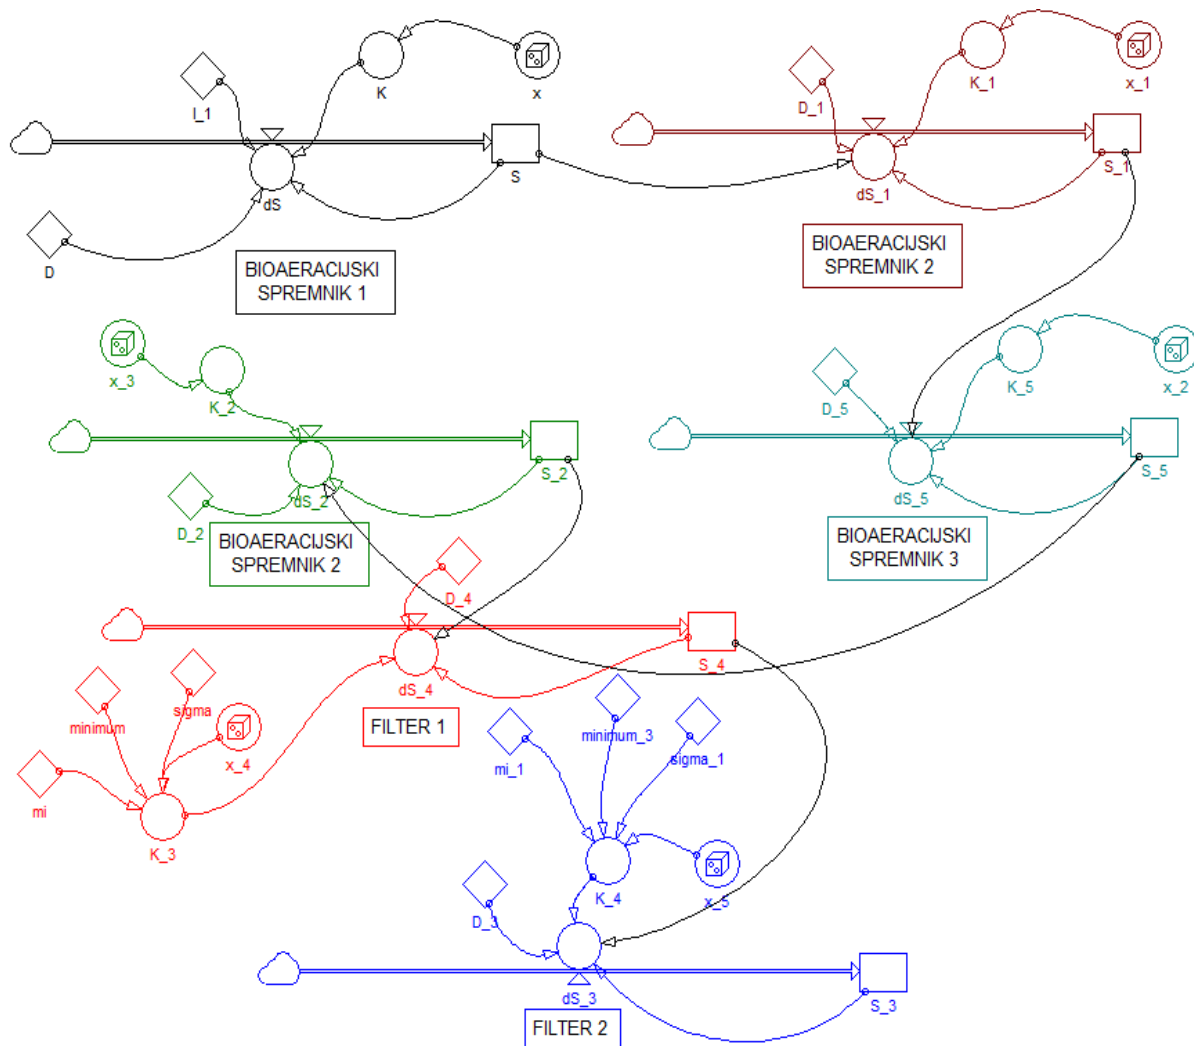 I_1
K
x
dS
S
D
BIOAERACIJSKI
SPREMNIK 1
D_1
K_1
x_1
dS_1
S_1
BIOAERACIJSKI
SPREMNIK 2
x_3
K_2
D_2
dS_2
S_2
BIOAERACIJSKI
SPREMNIK 2
D_5
K_5
x_2
dS_5
S_5
BIOAERACIJSKI
SPREMNIK 3
D_4
dS_4
S_4
minimum
sigma
mi
x_4
K_3
FILTER 1
mi_1
minimum_3
sigma_1
K_4
x_5
D_3
dS_3
S_3
FILTER 2